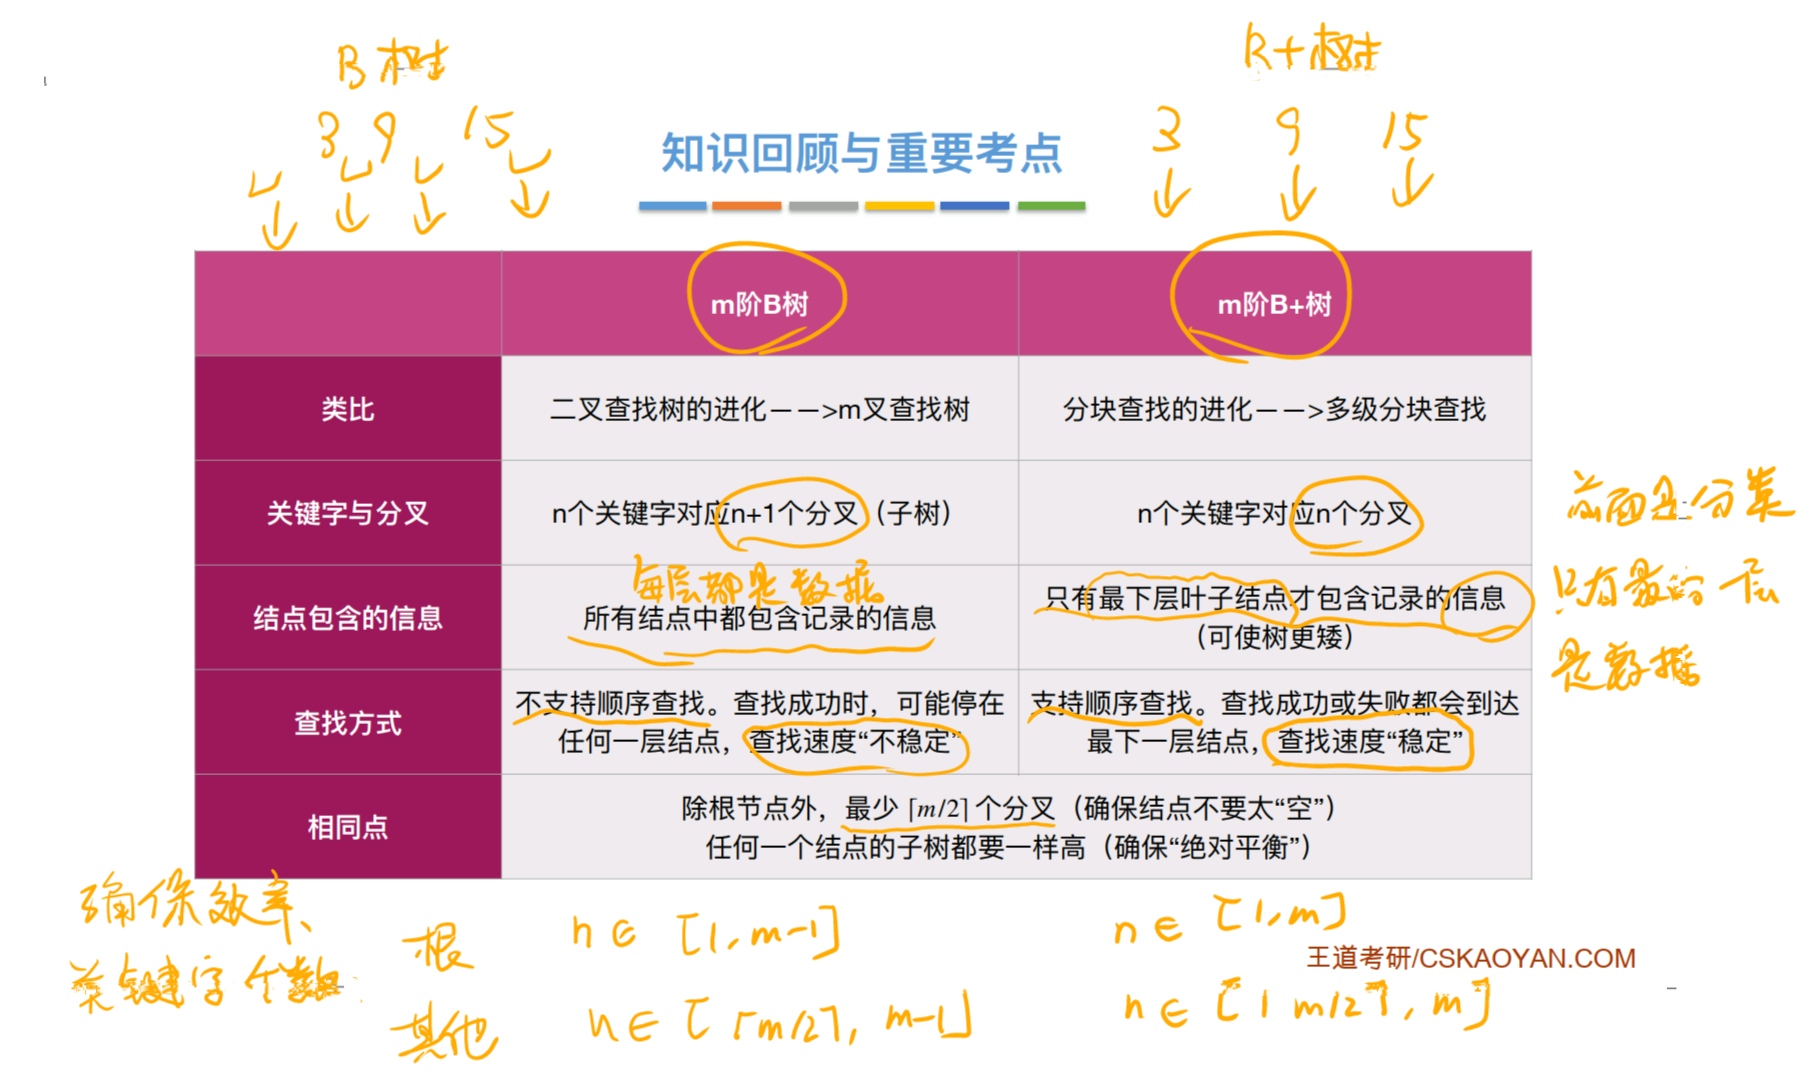 B树
B+树
3 9 15
3 9 15
知识回顾与重要考点
m阶B树
m阶B+树
类比
二叉查找树的进化——>m叉查找树
分块查找的进化——>多级分块查找
关键字与分叉
n个关键字对应n+1个分叉（子树）
n个关键字对应n个分叉
前面是分类
只有最后一层
是数据
每层都是数据
结点包含的信息
所有结点中都包含记录的信息
只有最下层叶子结点才包含记录的信息
（可使树更矮）
查找方式
不支持顺序查找。查找成功时，可能停在
任何一层结点，查找速度“不稳定”
支持顺序查找。查找成功或失败都会到达
最下一层结点，查找速度“稳定”
相同点
除根节点外，最少⌈m/2⌉个分叉（确保结点不要太“空”）
任何一个结点的子树都要一样高（确保“绝对平衡”）
确保效率、
关键字个数
根 n∈[1,m-1] n∈[1,m]
王道考研/CSKAOYAN.COM
其他 n∈[⌈m/2⌉,m-1] n∈[⌈m/2⌉,m]